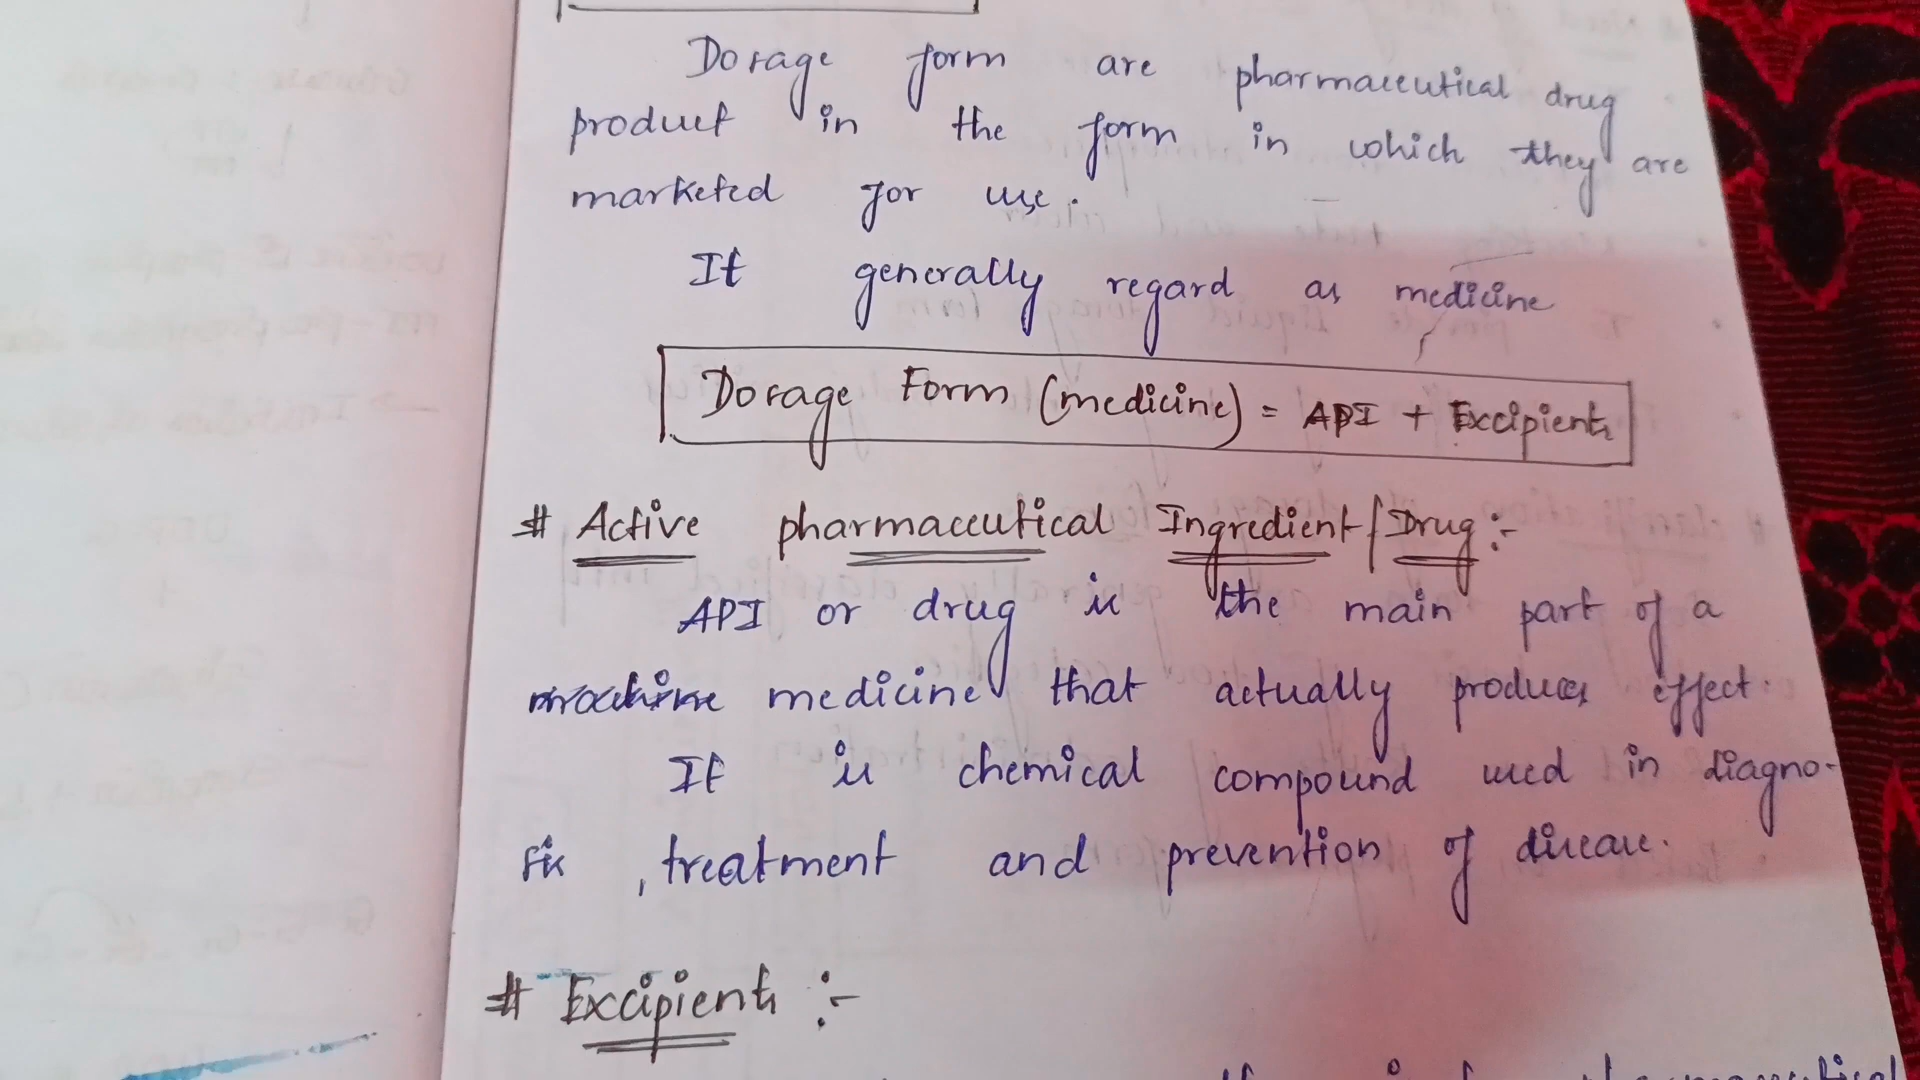 Dosage form are pharmaceutical drug
product in the form in which they are
marketed for use.
It generally regard as medicine
Dosage Form (medicine) = API + Excipients
# Active pharmaceutical Ingredient / Drug :-
API or drug is the main part of a
medicine that actually produces effect.
It is chemical compound used in diagno-
sis , treatment and prevention of disease.
# Excipients :-